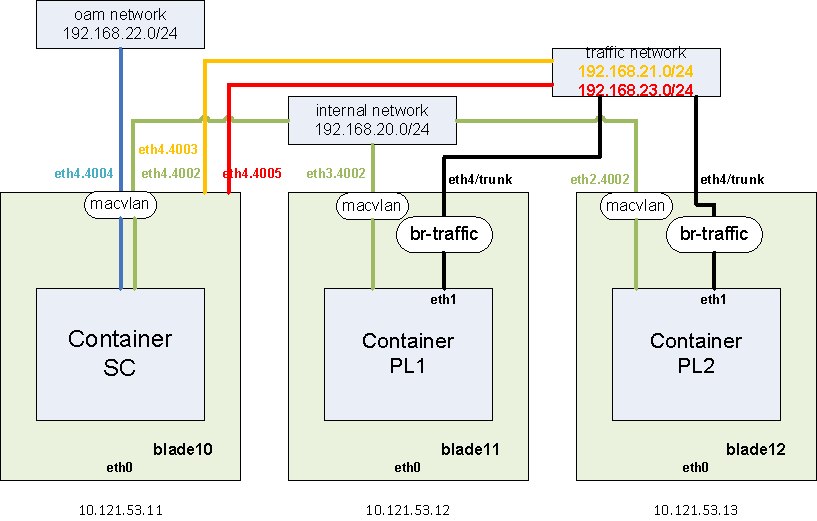 oam network
192.168.22.0/24
traffic network
192.168.21.0/24
192.168.23.0/24
internal network
192.168.20.0/24
eth4.4003
eth4.4004
eth4.4002
eth4.4005
eth3.4002
eth4/trunk
eth2.4002
eth4/trunk
macvlan
macvlan
br-traffic
macvlan
br-traffic
eth1
eth1
Container
SC
Container
PL1
Container
PL2
blade10
eth0
blade11
eth0
blade12
eth0
10.121.53.11
10.121.53.12
10.121.53.13